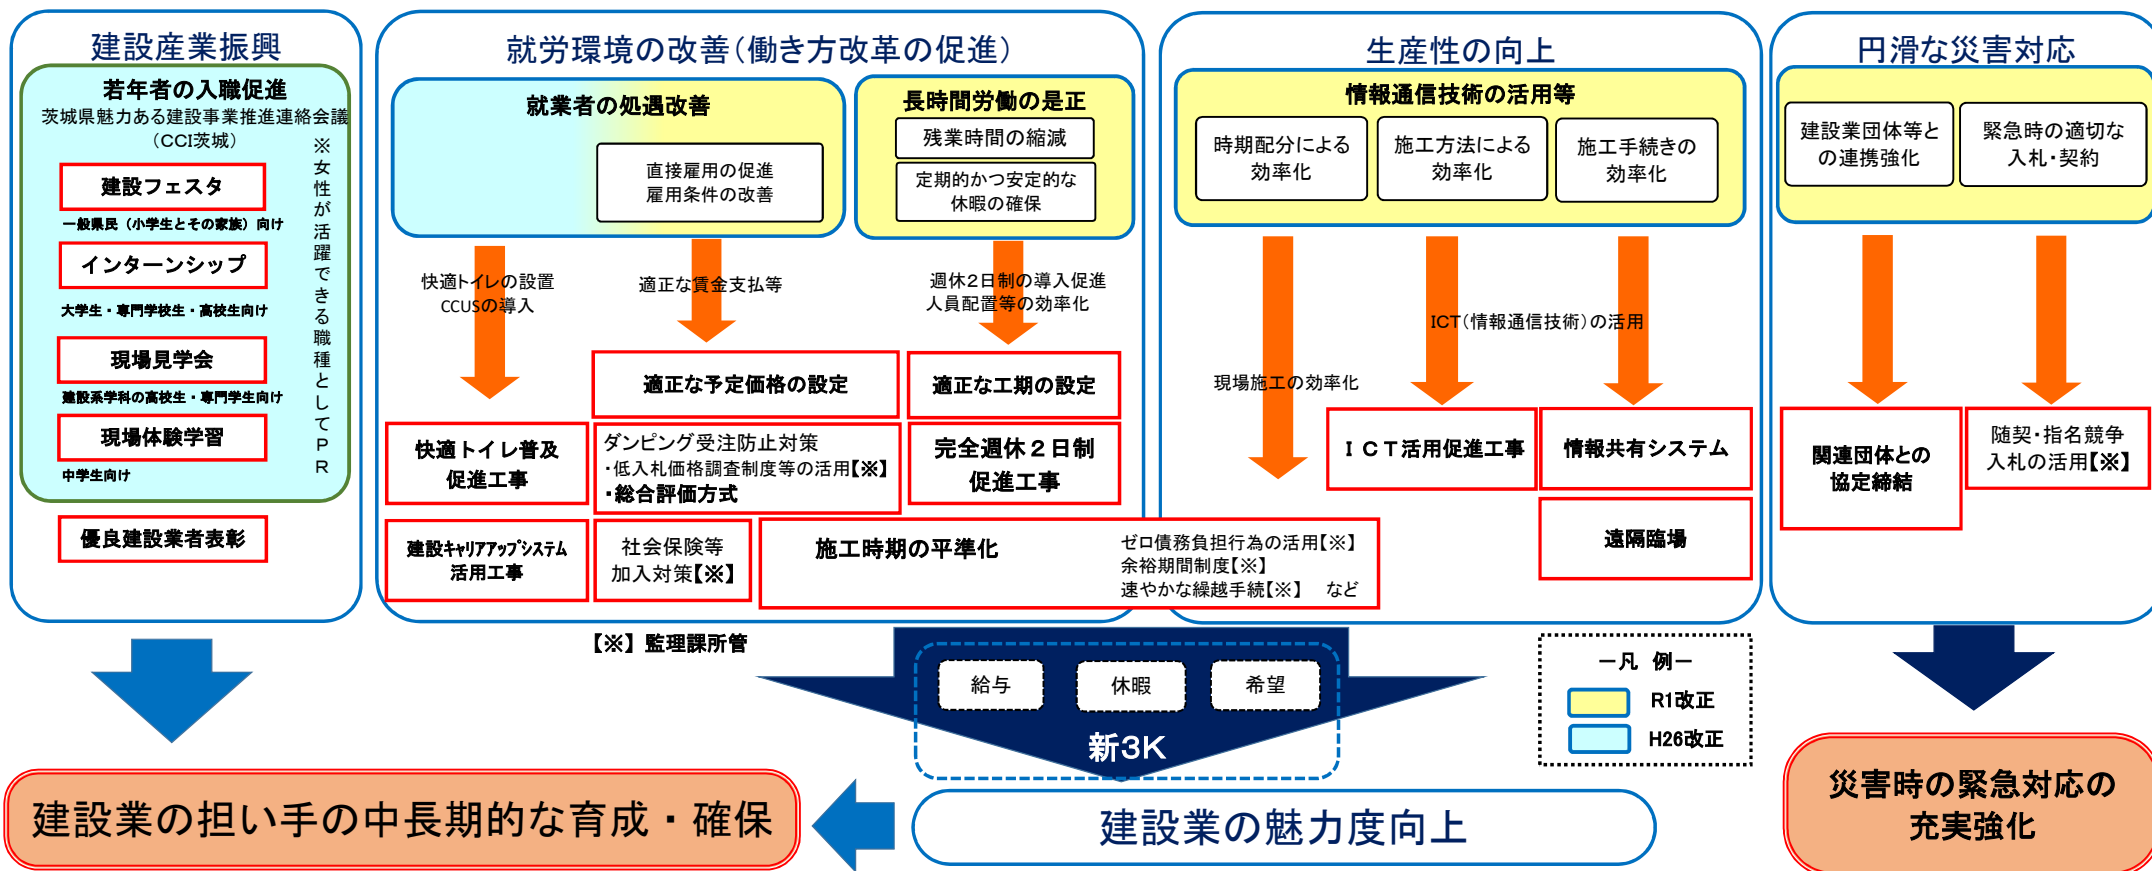 建設産業振興
若年者の入職促進
茨城県魅力ある建設事業推進連絡会議
(CCI茨城)
※女性が活躍できる職種としてPR
建設フェスタ
一般県民（小学生とその家族）向け
インターンシップ
大学生・専門学校生・高校生向け
現場見学会
建設系学科の高校生・専門学生向け
現場体験学習
中学生向け
優良建設業者表彰
就労環境の改善(働き方改革の促進)
就業者の処遇改善
直接雇用の促進
雇用条件の改善
長時間労働の是正
残業時間の縮減
定期的かつ安定的な
休暇の確保
快適トイレの設置
CCUSの導入
適正な賃金支払等
週休2日制の導入促進
人員配置等の効率化
適正な予定価格の設定
適正な工期の設定
快適トイレ普及
促進工事
ダンピング受注防止対策
・低入札価格調査制度等の活用【※】
・総合評価方式
完全週休２日制
促進工事
建設キャリアアップシステム
活用工事
社会保険等
加入対策【※】
施工時期の平準化
ゼロ債務負担行為の活用【※】
余裕期間制度【※】
速やかな繰越手続【※】　など
生産性の向上
情報通信技術の活用等
時期配分による
効率化
施工方法による
効率化
施工手続きの
効率化
ICT(情報通信技術)の活用
現場施工の効率化
ＩＣＴ活用促進工事
情報共有システム
遠隔臨場
円滑な災害対応
建設業団体等と
の連携強化
緊急時の適切な
入札・契約
関連団体との
協定締結
随契・指名競争
入札の活用【※】
【※】監理課所管
給与
休暇
希望
新3K
－凡 例－
R1改正
H26改正
建設業の担い手の中長期的な育成・確保
建設業の魅力度向上
災害時の緊急対応の
充実強化